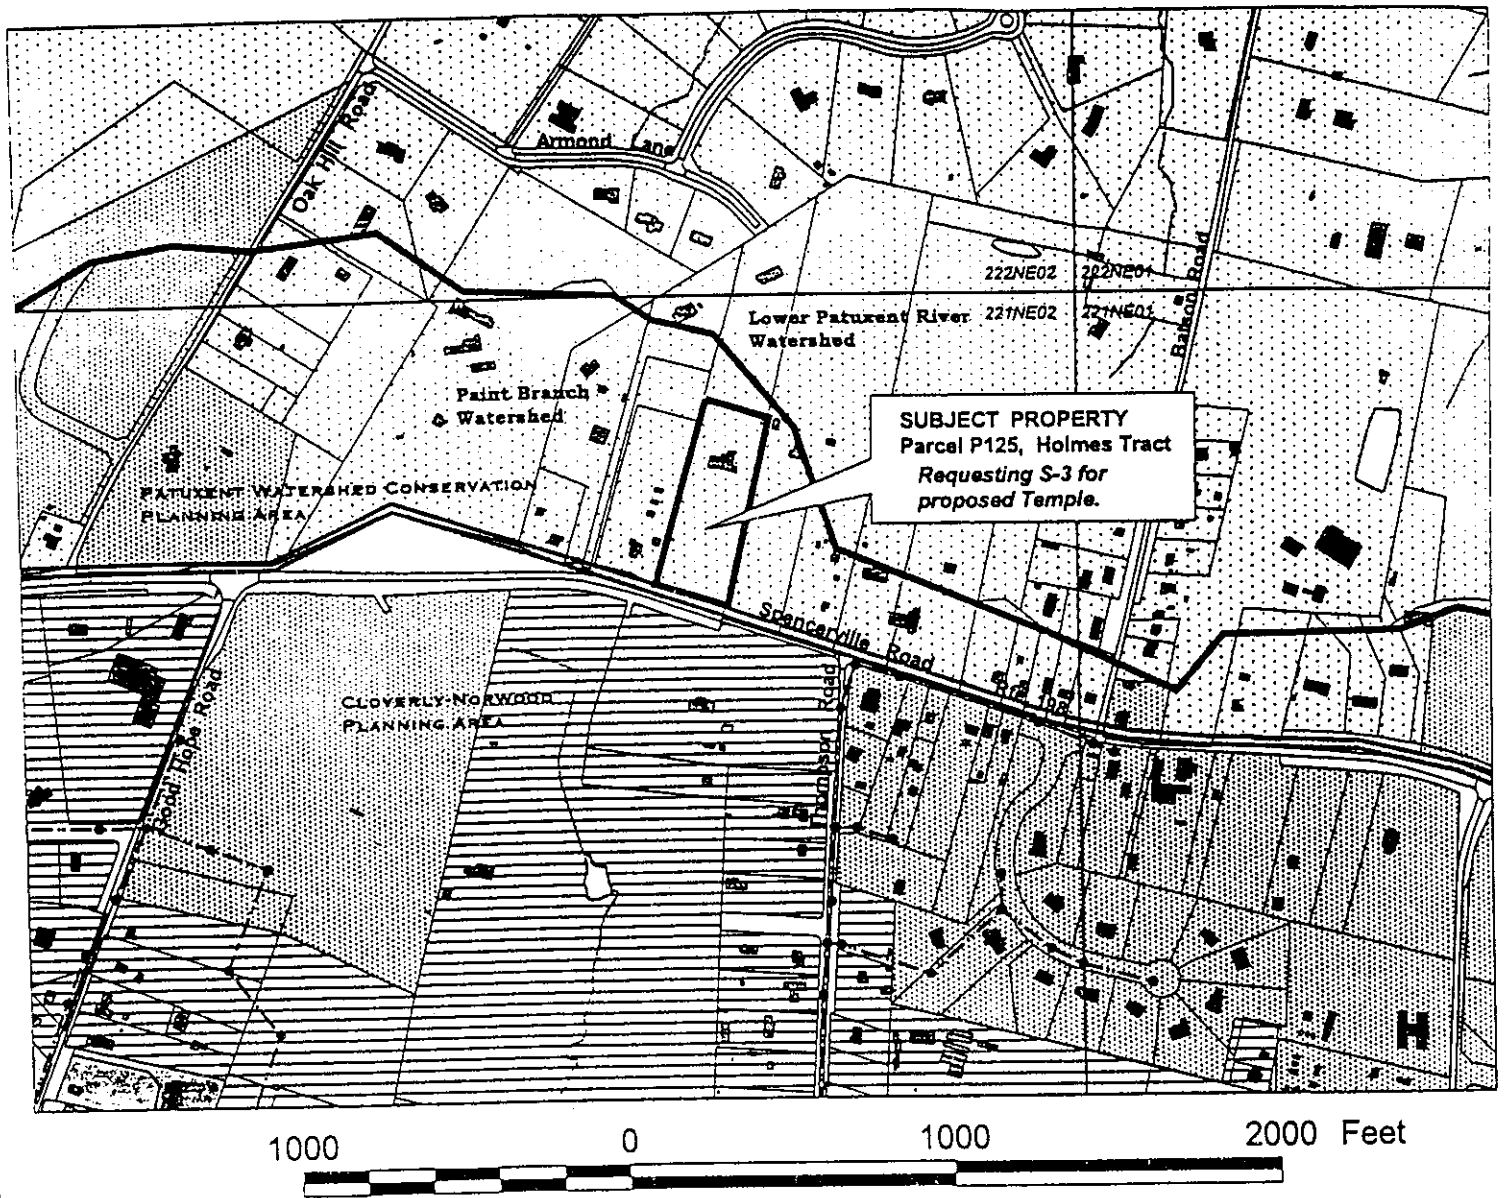 Oak Hill Road
Armond Lane
222NE02
222NE01
221NE02
221NE01
Batson Road
Lower Patuxent River
Watershed
Paint Branch
Watershed
SUBJECT PROPERTY
Parcel P125, Holmes Tract
Requesting S-3 for
proposed Temple.
PATUXENT WATERSHED CONSERVATION
PLANNING AREA
Spencerville Road
Rte 198
Good Hope Road
CLOVERLY-NORWOOD
PLANNING AREA
Thompson Road
1000 0 1000 2000 Feet